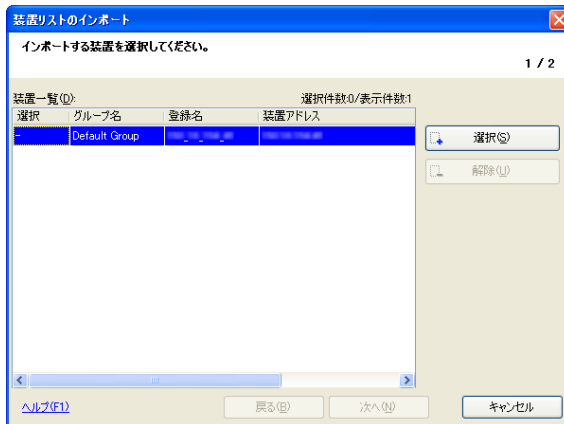 装置リストのインポート
インポートする装置を選択してください。
1 / 2
装置一覧(D):
選択件数:0/表示件数:1
選択 グループ名 登録名 装置アドレス
- Default Group
選択(S)
解除(U)
ヘルプ(F1)
戻る(B)
次へ(N)
キャンセル